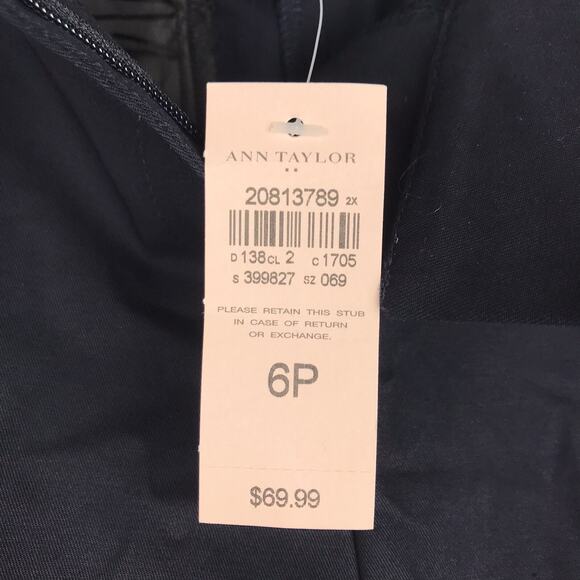 ANN TAYLOR
20813789 2X
D 138 CL 2 C 1705
S 399827 SZ 069
PLEASE RETAIN THIS STUB
IN CASE OF RETURN
OR EXCHANGE.
6P
$69.99